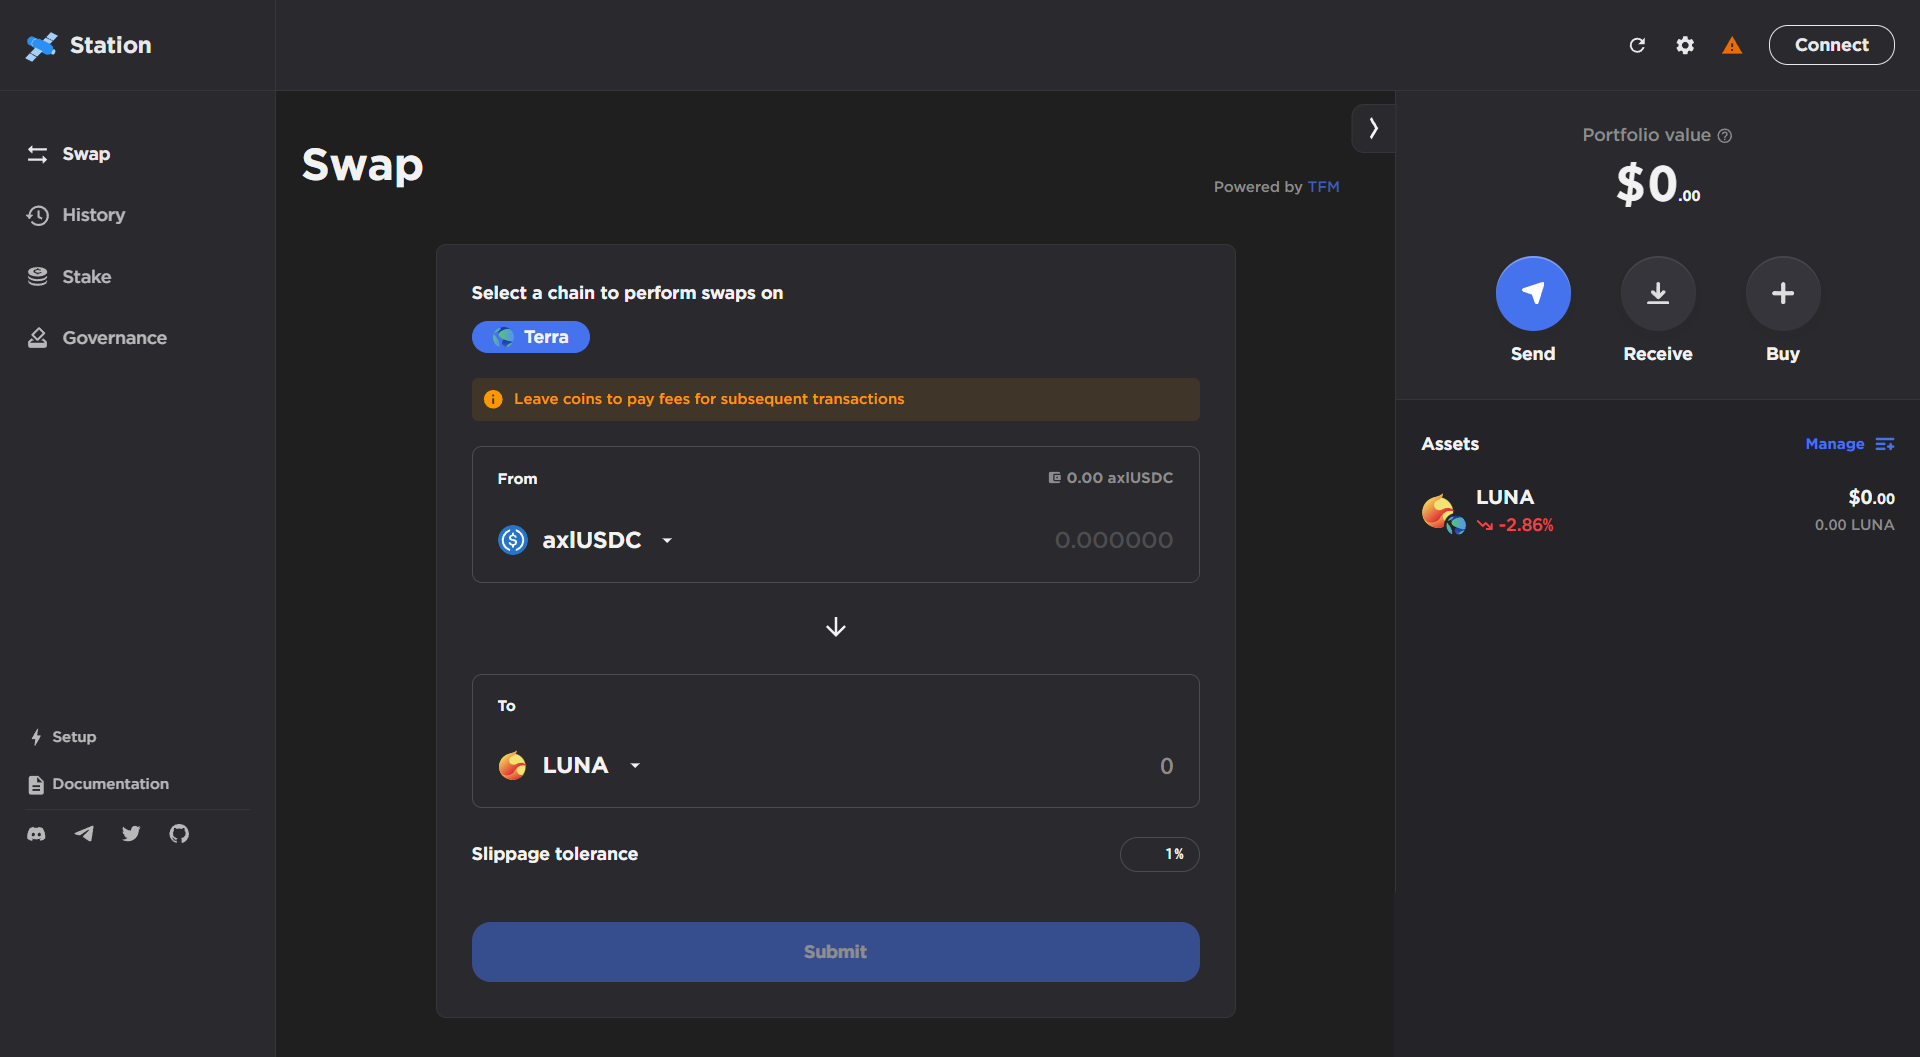 Station
Connect
Swap
History
Stake
Governance
Setup
Documentation
Swap
Powered by TFM
Select a chain to perform swaps on
Terra
Leave coins to pay fees for subsequent transactions
From
0.00 axlUSDC
axlUSDC
0.000000
To
LUNA
0
Slippage tolerance
1%
Submit
Portfolio value
$0.00
Send
Receive
Buy
Assets
Manage
LUNA
$0.00
-2.86%
0.00 LUNA